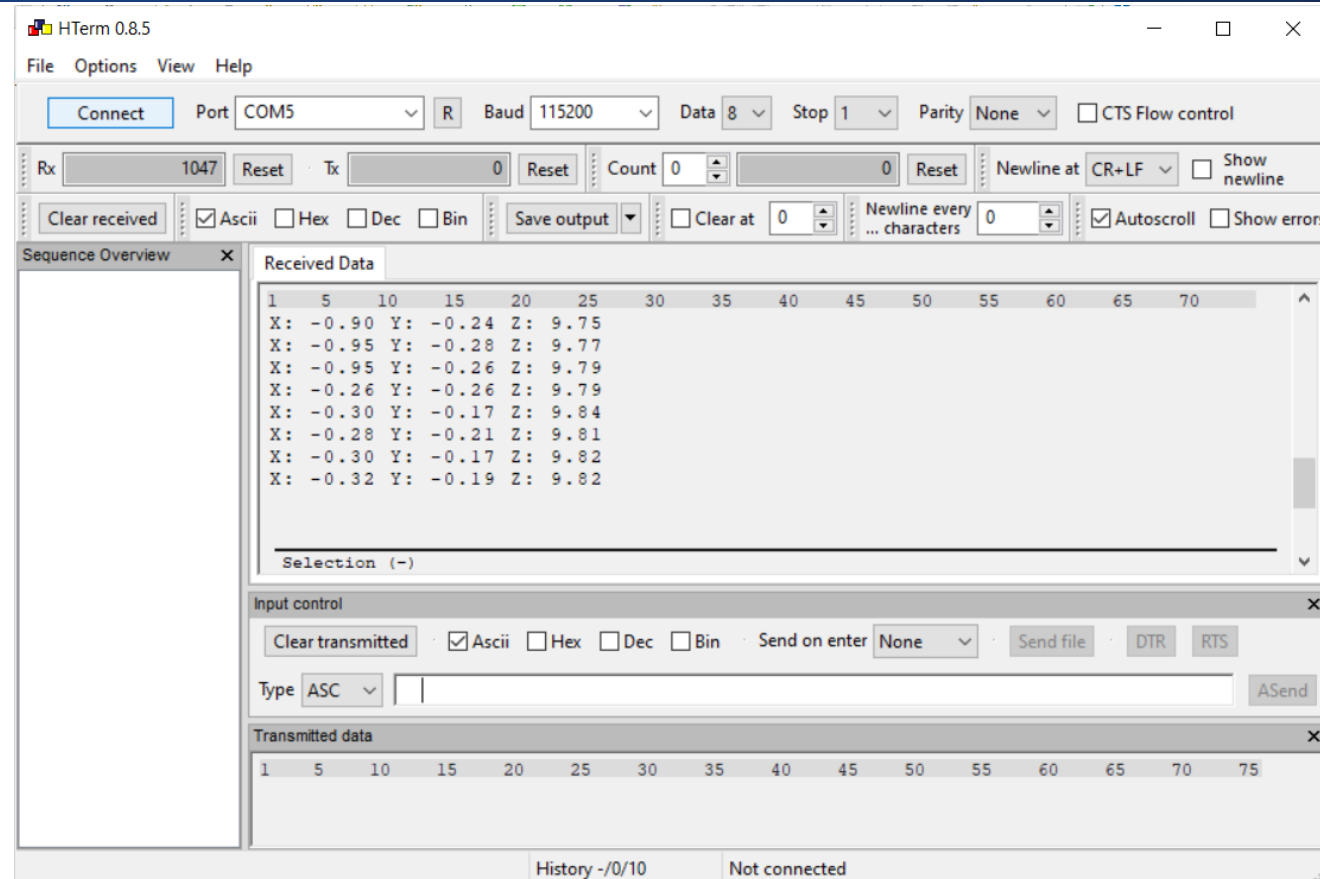 HTerm 0.8.5
File Options View Help
Connect Port COM5 R Baud 115200 Data 8 Stop 1 Parity None CTS Flow control
Rx 1047 Reset Tx 0 Reset Count 0 0 Reset Newline at CR+LF Show newline
Clear received Ascii Hex Dec Bin Save output Clear at 0 Newline every ... characters 0 Autoscroll Show errors
Sequence Overview
Received Data
1 5 10 15 20 25 30 35 40 45 50 55 60 65 70
X: -0.90 Y: -0.24 Z: 9.75
X: -0.95 Y: -0.28 Z: 9.77
X: -0.95 Y: -0.26 Z: 9.79
X: -0.26 Y: -0.26 Z: 9.79
X: -0.30 Y: -0.17 Z: 9.84
X: -0.28 Y: -0.21 Z: 9.81
X: -0.30 Y: -0.17 Z: 9.82
X: -0.32 Y: -0.19 Z: 9.82
Selection (-)
Input control
Clear transmitted Ascii Hex Dec Bin Send on enter None Send file DTR RTS
Type ASC ASend
Transmitted data
1 5 10 15 20 25 30 35 40 45 50 55 60 65 70 75
History -/0/10 Not connected